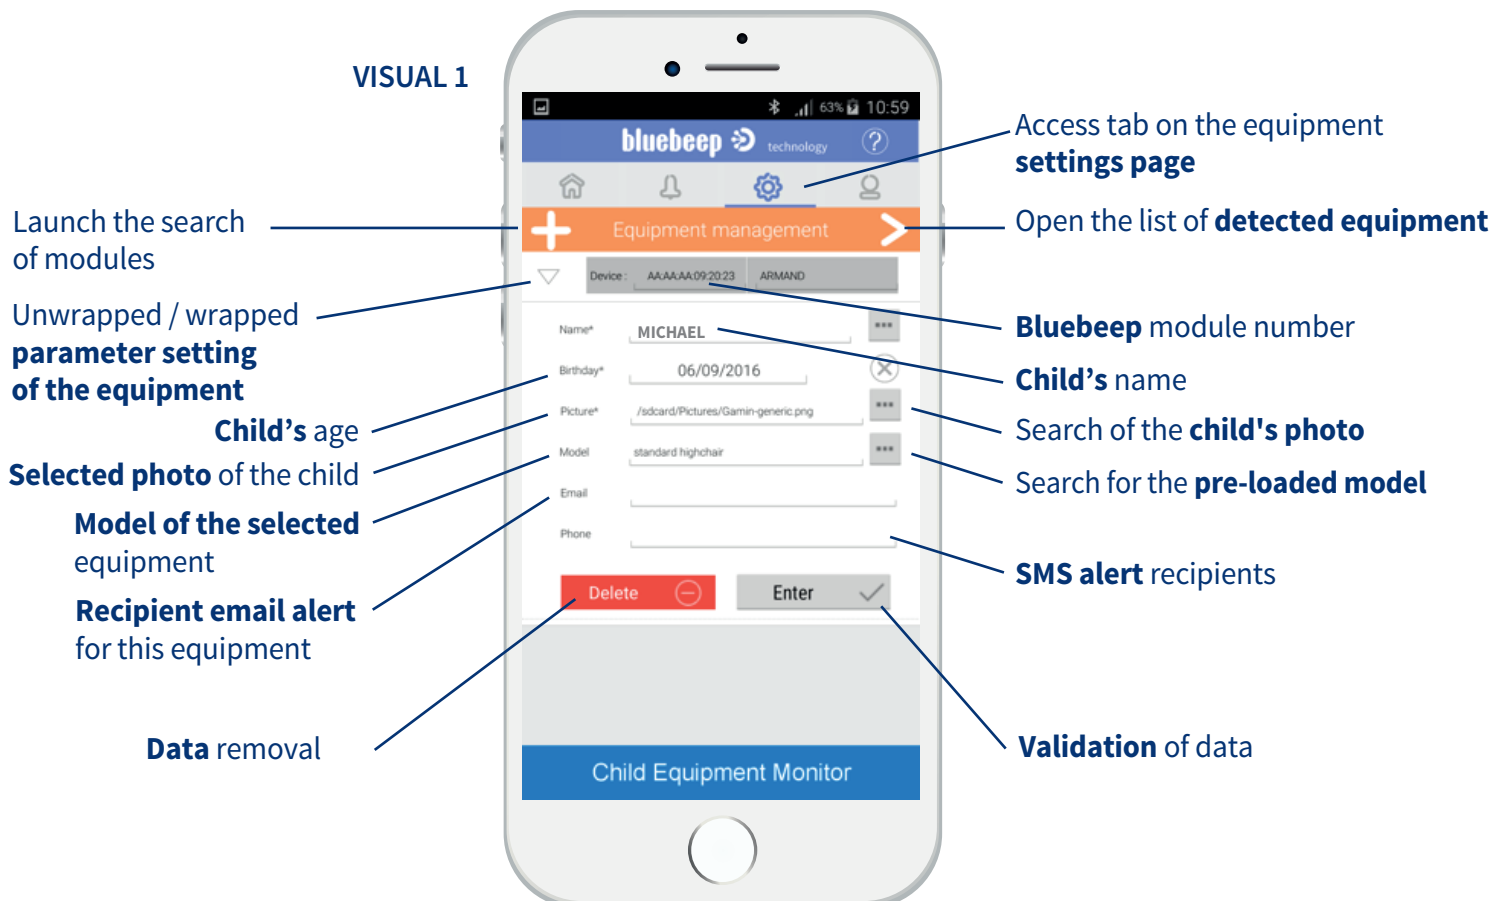 VISUAL 1
63% 10:59
bluebeep technology ?
Equipment management
Device : AA:AA:AA:09:20:23 ARMAND
Name* MICHAEL
Birthday* 06/09/2016
Picture* /sdcard/Pictures/Gamin-generic.png
Model standard highchair
Email
Phone
Delete Enter
Child Equipment Monitor
Launch the search
of modules
Unwrapped / wrapped
parameter setting
of the equipment
Child’s age
Selected photo of the child
Model of the selected
equipment
Recipient email alert
for this equipment
Data removal
Access tab on the equipment
settings page
Open the list of detected equipment
Bluebeep module number
Child’s name
Search of the child's photo
Search for the pre-loaded model
SMS alert recipients
Validation of data